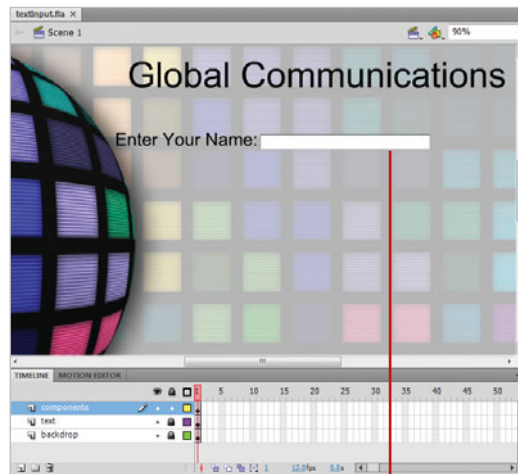 textInput.fla ×
Scene 1
90%
Global Communications
Enter Your Name:
TIMELINE MOTION EDITOR
1 5 10 15 20 25 30 35 40 45 50
components
text
backdrop
1 12.0fps 0.0s